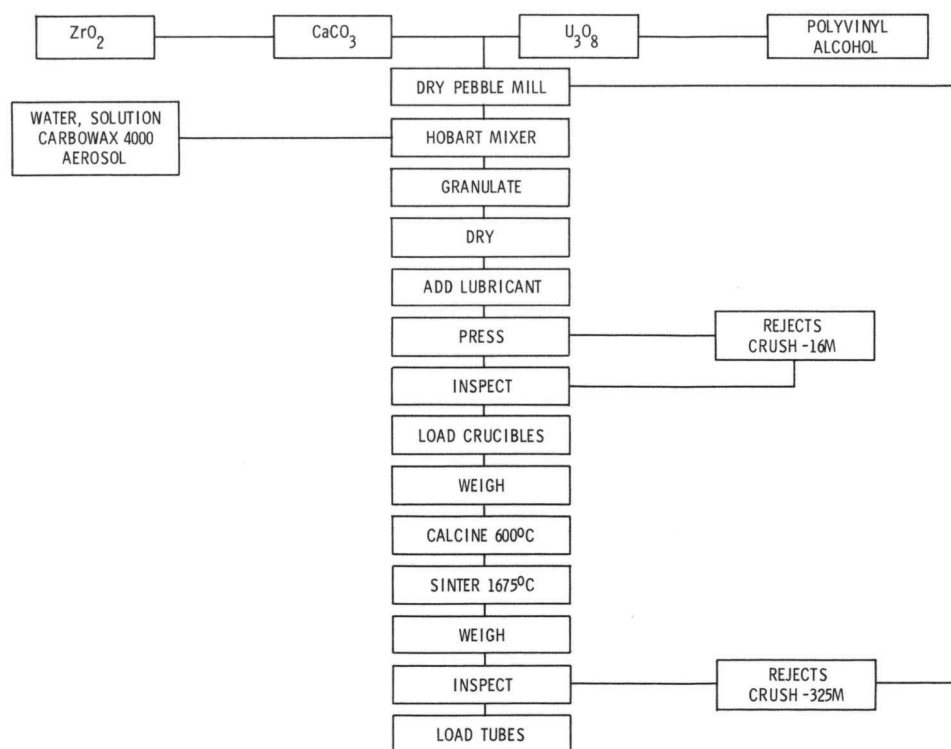 ZrO2
CaCO3
U3O8
POLYVINYL
ALCOHOL
DRY PEBBLE MILL
WATER, SOLUTION
CARBOWAX 4000
AEROSOL
HOBART MIXER
GRANULATE
DRY
ADD LUBRICANT
PRESS
REJECTS
CRUSH -16M
INSPECT
LOAD CRUCIBLES
WEIGH
CALCINE 600°C
SINTER 1675°C
WEIGH
INSPECT
REJECTS
CRUSH -325M
LOAD TUBES